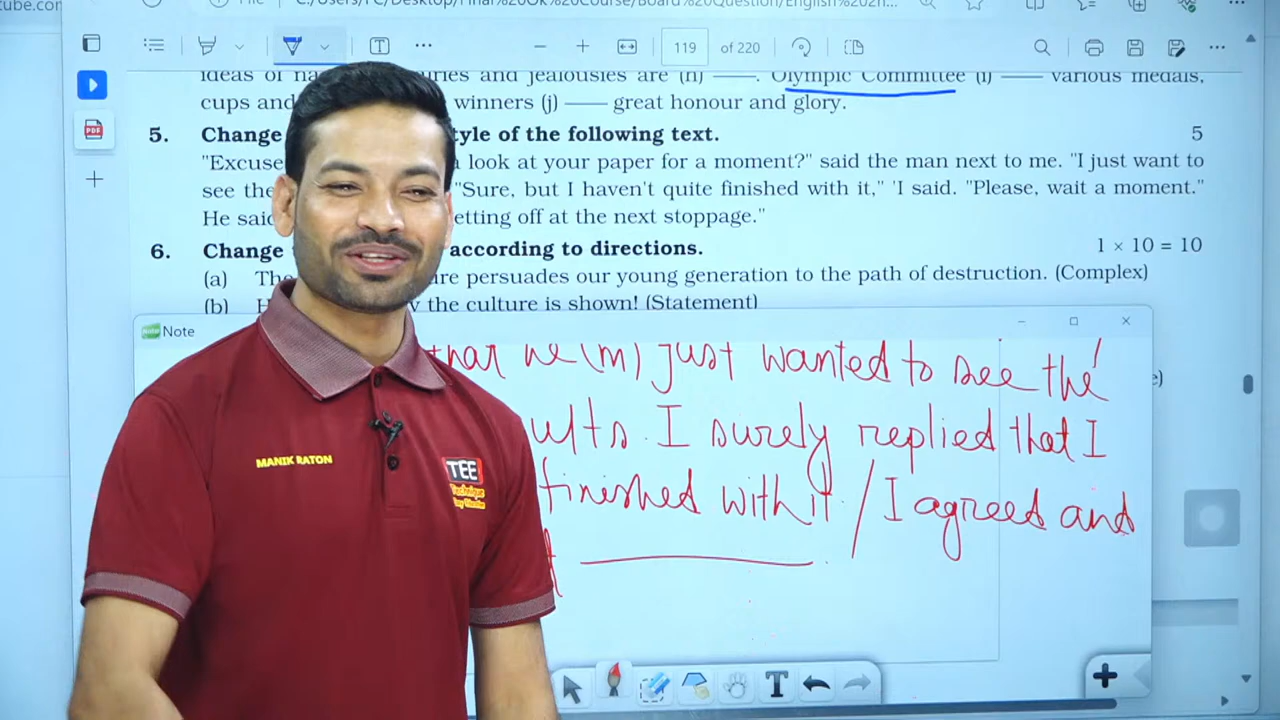 tube.com
C:/Users/PC/Desktop/Final%20Ok%20Course/Board%20Question/English%202n...
119 of 220
ideas of ries and jealousies are (h) ___. Olympic Committee (i) ___ various medals,
cups and winners (j) ___ great honour and glory.
5. Change tyle of the following text. 5
"Excuse a look at your paper for a moment?" said the man next to me. "I just want to
see the "Sure, but I haven't quite finished with it," 'I said. "Please, wait a moment."
He said etting off at the next stoppage."
6. Change according to directions. 1 × 10 = 10
(a) The re persuades our young generation to the path of destruction. (Complex)
(b) H y the culture is shown! (Statement)
Note
that he (m) just wanted to see the
ults. I surely replied that I
finished with it. / I agreed and
MANIK RATON
TEE